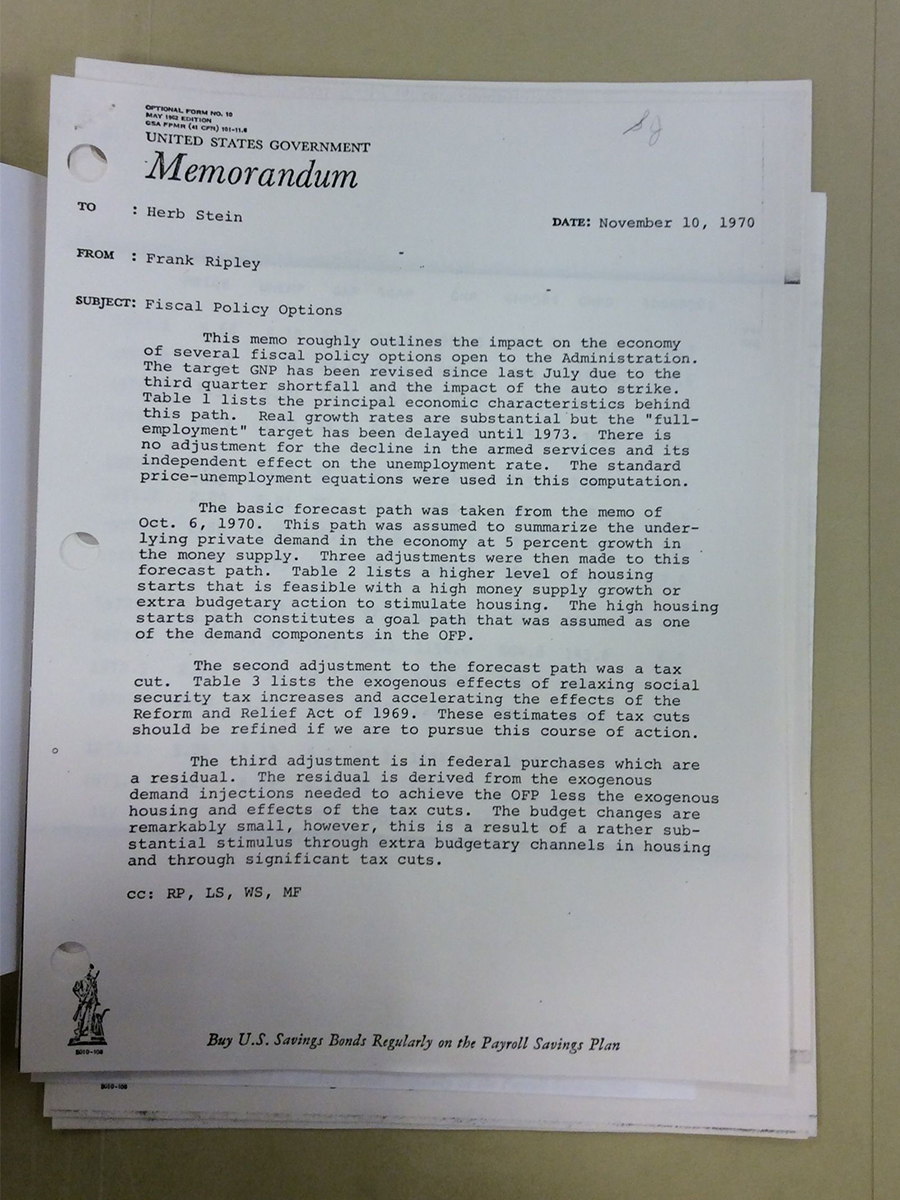 OPTIONAL FORM NO. 10
MAY 1962 EDITION
GSA FPMR (41 CFR) 101-11.6
UNITED STATES GOVERNMENT
Memorandum
TO : Herb Stein
DATE: November 10, 1970
FROM : Frank Ripley
SUBJECT: Fiscal Policy Options
This memo roughly outlines the impact on the economy
of several fiscal policy options open to the Administration.
The target GNP has been revised since last July due to the
third quarter shortfall and the impact of the auto strike.
Table 1 lists the principal economic characteristics behind
this path. Real growth rates are substantial but the "full-
employment" target has been delayed until 1973. There is
no adjustment for the decline in the armed services and its
independent effect on the unemployment rate. The standard
price-unemployment equations were used in this computation.
The basic forecast path was taken from the memo of
Oct. 6, 1970. This path was assumed to summarize the under-
lying private demand in the economy at 5 percent growth in
the money supply. Three adjustments were then made to this
forecast path. Table 2 lists a higher level of housing
starts that is feasible with a high money supply growth or
extra budgetary action to stimulate housing. The high housing
starts path constitutes a goal path that was assumed as one
of the demand components in the OFP.
The second adjustment to the forecast path was a tax
cut. Table 3 lists the exogenous effects of relaxing social
security tax increases and accelerating the effects of the
Reform and Relief Act of 1969. These estimates of tax cuts
should be refined if we are to pursue this course of action.
The third adjustment is in federal purchases which are
a residual. The residual is derived from the exogenous
demand injections needed to achieve the OFP less the exogenous
housing and effects of the tax cuts. The budget changes are
remarkably small, however, this is a result of a rather sub-
stantial stimulus through extra budgetary channels in housing
and through significant tax cuts.
cc: RP, LS, WS, MF
Buy U.S. Savings Bonds Regularly on the Payroll Savings Plan
5010-108
5010-108